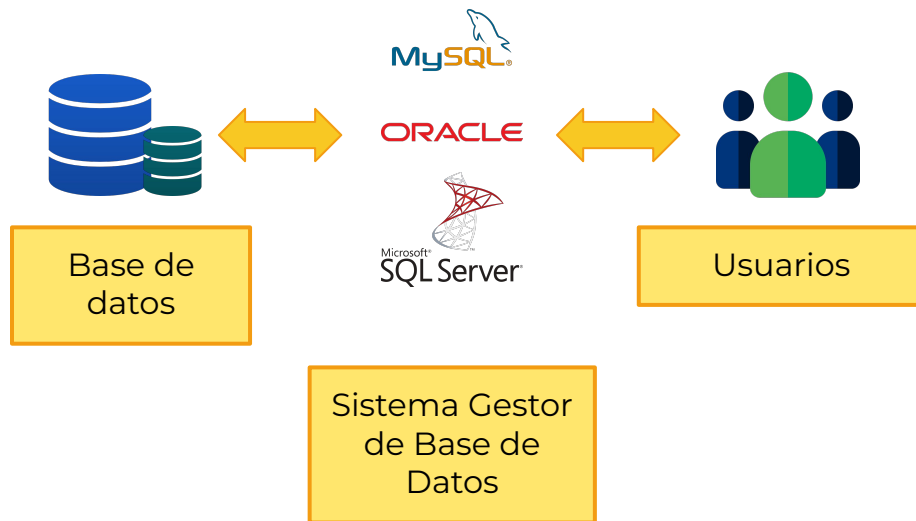 MySQL®
ORACLE
Microsoft®
SQL Server®
Base de
datos
Usuarios
Sistema Gestor
de Base de
Datos